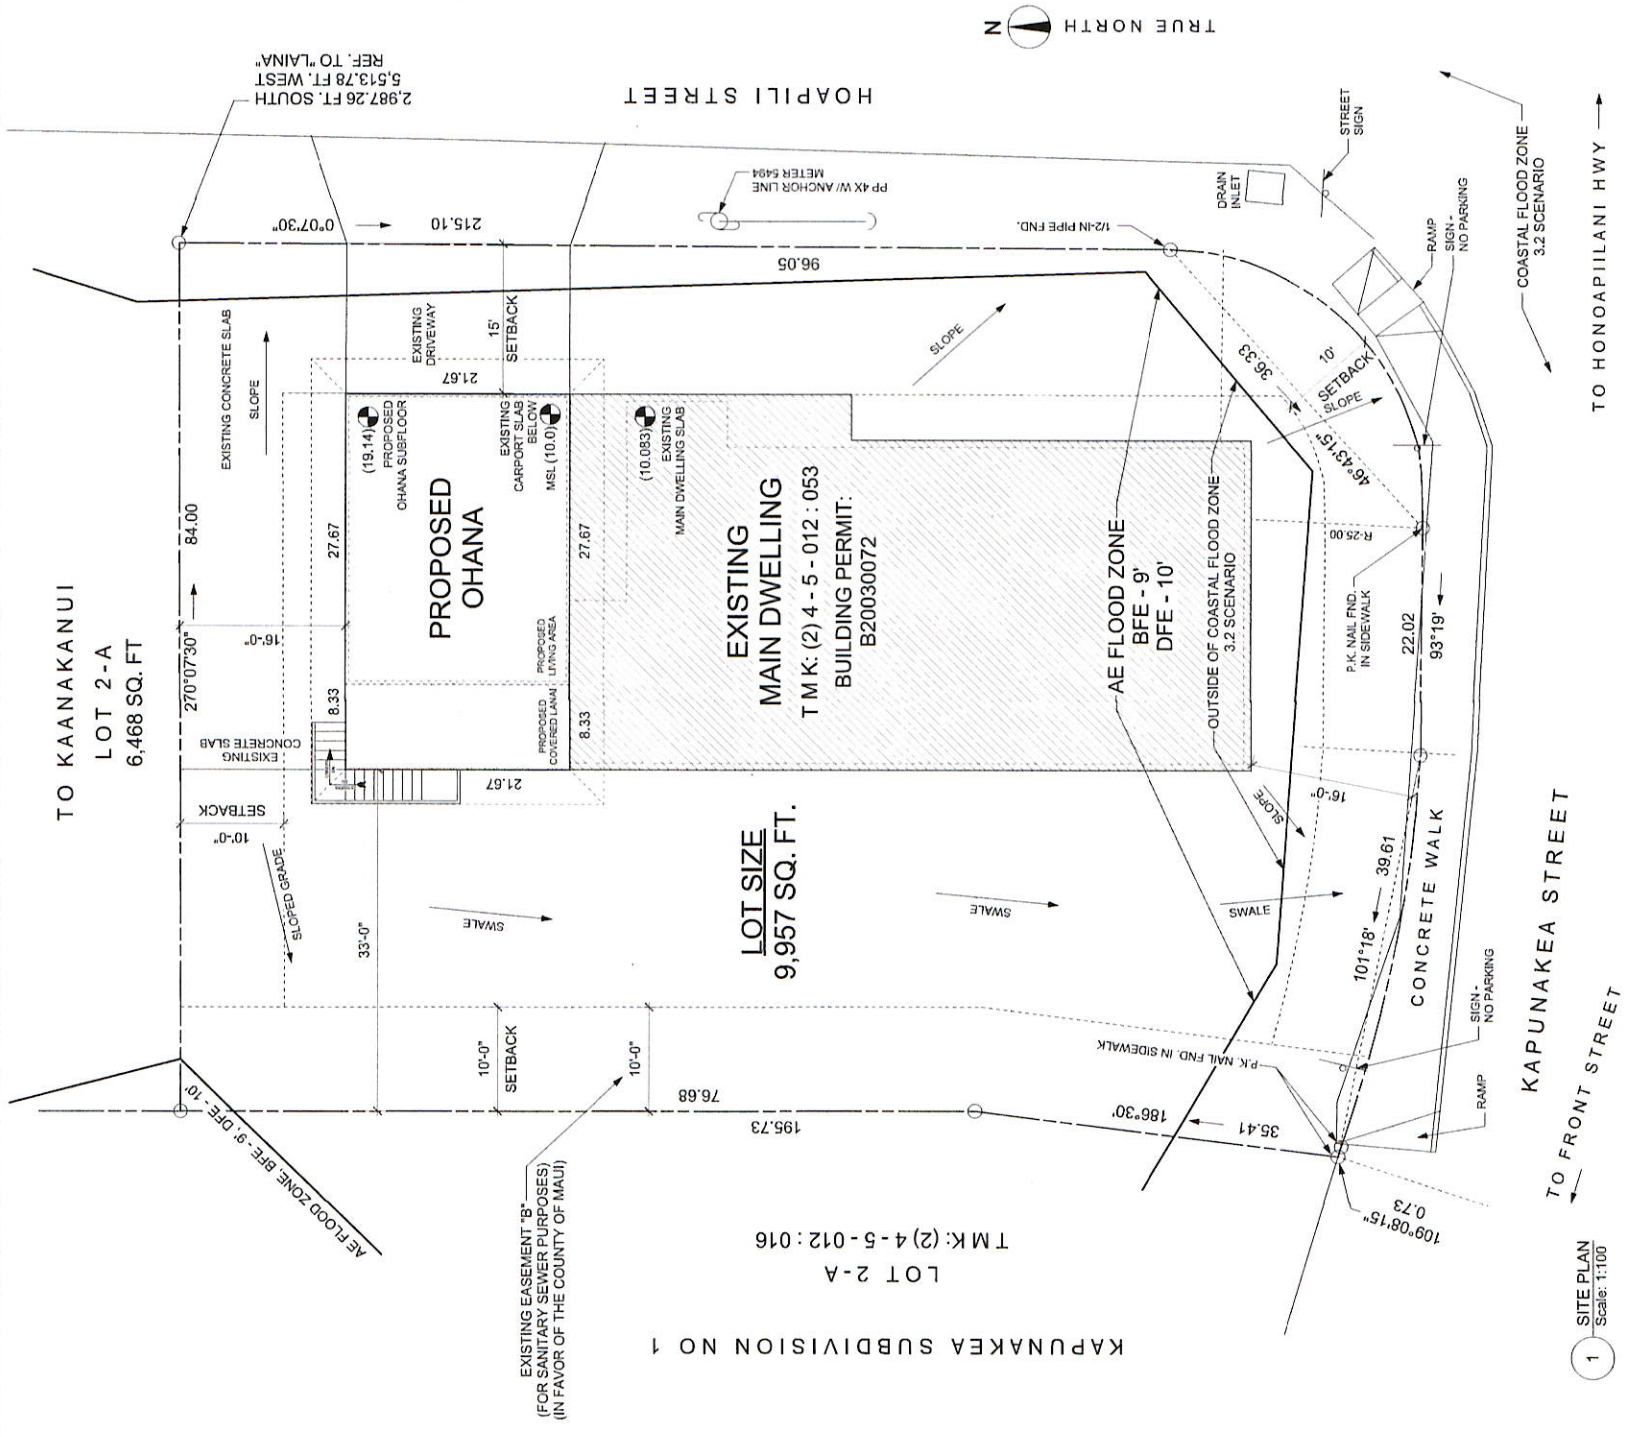 TRUE NORTH
N
2,987.26 FT. SOUTH
5,513.78 FT. WEST
REF. TO "LAINA"
HOAPILI STREET
STREET
SIGN
COASTAL FLOOD ZONE
3.2 SCENARIO
TO HONOAPIILANI HWY
PP 4X W/ ANCHOR LINE
METER 5494
DRAIN
INLET
RAMP
SIGN -
NO PARKING
0°07'30"
215.10
1/2-IN PIPE FND.
96.05
EXISTING CONCRETE SLAB
SLOPE
EXISTING
DRIVEWAY
15'
SETBACK
21.67
SLOPE
36.33
10'
SETBACK
SLOPE
46°43'15"
(19.14)
PROPOSED
OHANA SUBFLOOR
EXISTING
CARPORT SLAB
BELOW
MSL (10.0)
(10.083)
EXISTING
MAIN DWELLING SLAB
TO KAANAKANUI
LOT 2-A
6,468 SQ. FT
84.00
270°07'30"
27.67
27.67
PROPOSED
OHANA
EXISTING
MAIN DWELLING
T M K: (2) 4 - 5 - 012 : 053
BUILDING PERMIT:
B20030072
AE FLOOD ZONE
BFE - 9'
DFE - 10'
OUTSIDE OF COASTAL FLOOD ZONE
3.2 SCENARIO
R-25.00
P.K. NAIL FND.
IN SIDEWALK
22.02
93°19'
16'-0"
8.33
8.33
PROPOSED
LIVING AREA
PROPOSED
COVERED LANAI
EXISTING
CONCRETE SLAB
21.67
SETBACK
10'-0"
SLOPED GRADE
33'-0"
SWALE
LOT SIZE
9,957 SQ. FT.
SWALE
SWALE
SLOPE
16'-0"
39.61
101°18'
CONCRETE WALK
KAPUNAKEA STREET
SIGN -
NO PARKING
RAMP
TO FRONT STREET
10'-0"
SETBACK
10'-0"
P.K. NAIL FND. IN SIDEWALK
76.68
195.73
186°30'
35.41
109°08'15"
0.73
AE FLOOD ZONE, BFE - 9', DFE - 10'
EXISTING EASEMENT "B"
(FOR SANITARY SEWER PURPOSES)
(IN FAVOR OF THE COUNTY OF MAUI)
T M K: (2) 4 - 5 - 012 : 016
LOT 2-A
KAPUNAKEA SUBDIVISION NO 1
1
SITE PLAN
Scale: 1:100